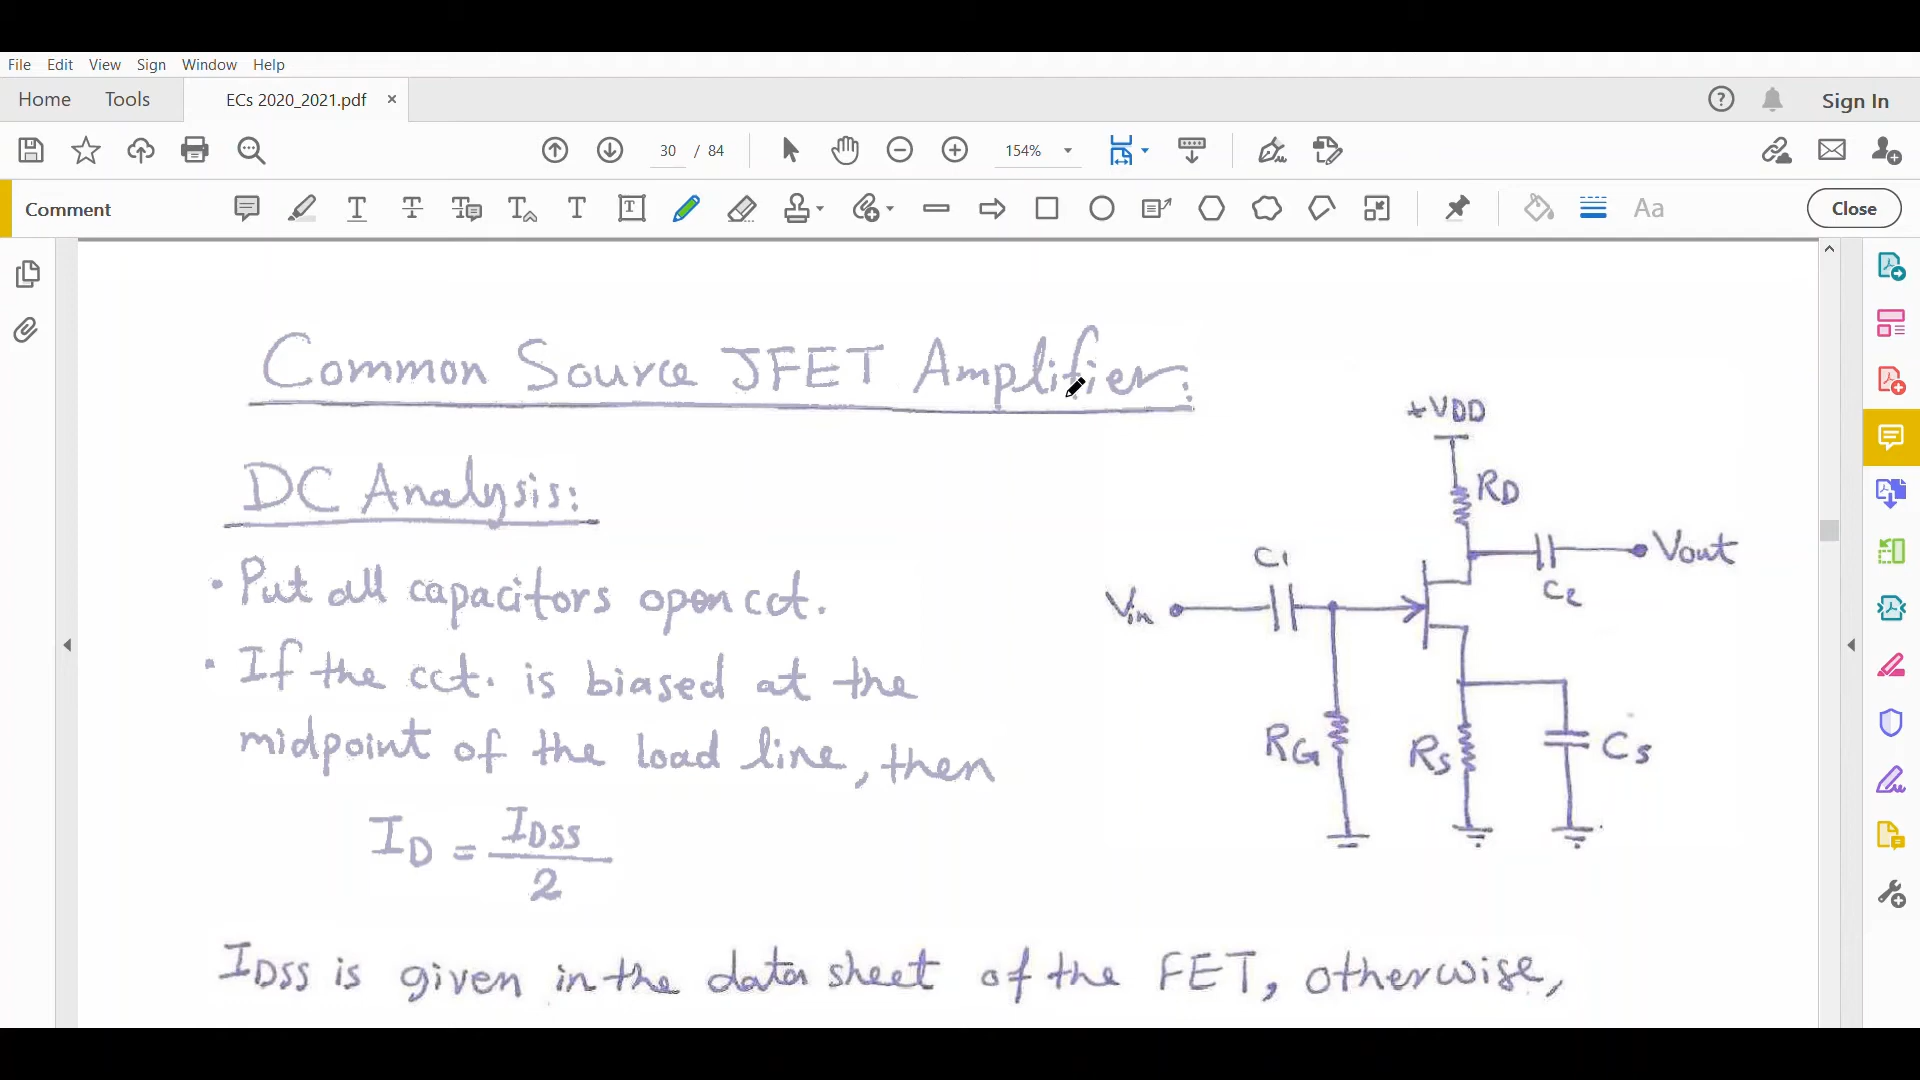 File Edit View Sign Window Help
Home Tools ECs 2020_2021.pdf × Sign In
30 / 84 154%
Comment Close
Common Source JFET Amplifier:
DC Analysis:
• Put all capacitors open cct.
• If the cct. is biased at the
midpoint of the load line, then
ID = IDSS / 2
IDSS is given in the data sheet of the FET, otherwise,
+VDD
RD
C1
Vout
C2
Vin
RG
RS
CS